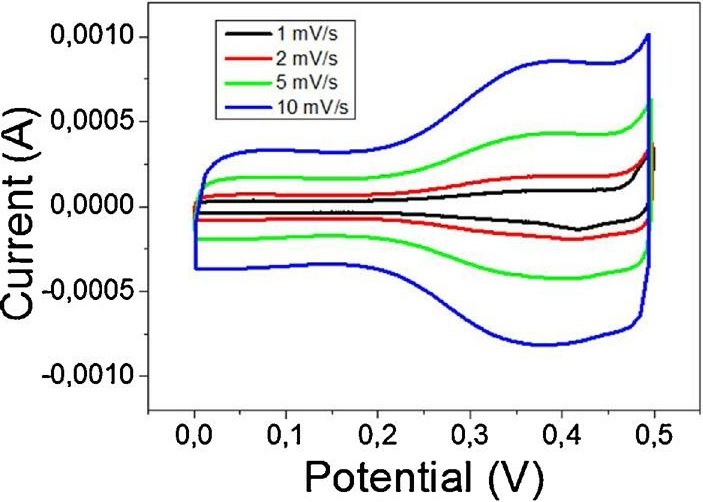 1 mV/s
2 mV/s
5 mV/s
10 mV/s
Current (A)
0,0010
0,0005
0,0000
-0,0005
-0,0010
0,0 0,1 0,2 0,3 0,4 0,5
Potential (V)